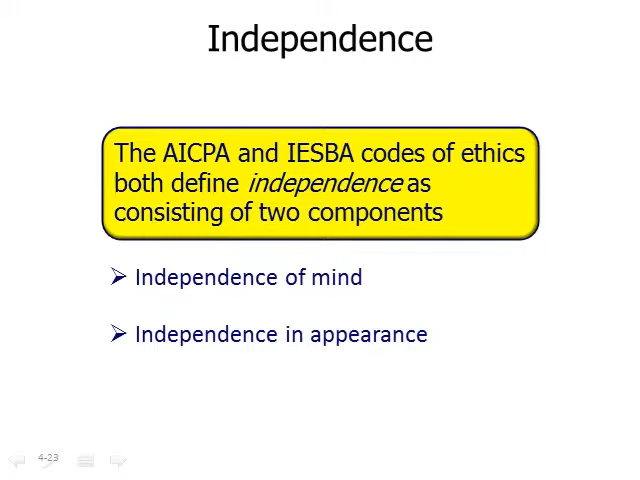 Independence
The AICPA and IESBA codes of ethics
both define independence as
consisting of two components
➢ Independence of mind
➢ Independence in appearance
4-23